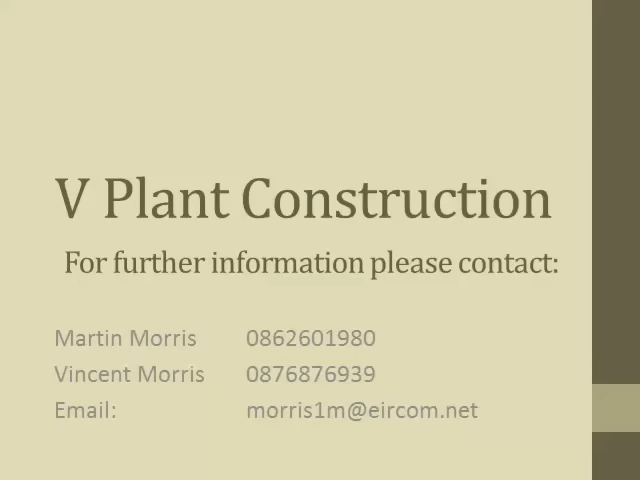 V Plant Construction
For further information please contact:
Martin Morris 0862601980
Vincent Morris 0876876939
Email: morris1m@eircom.net